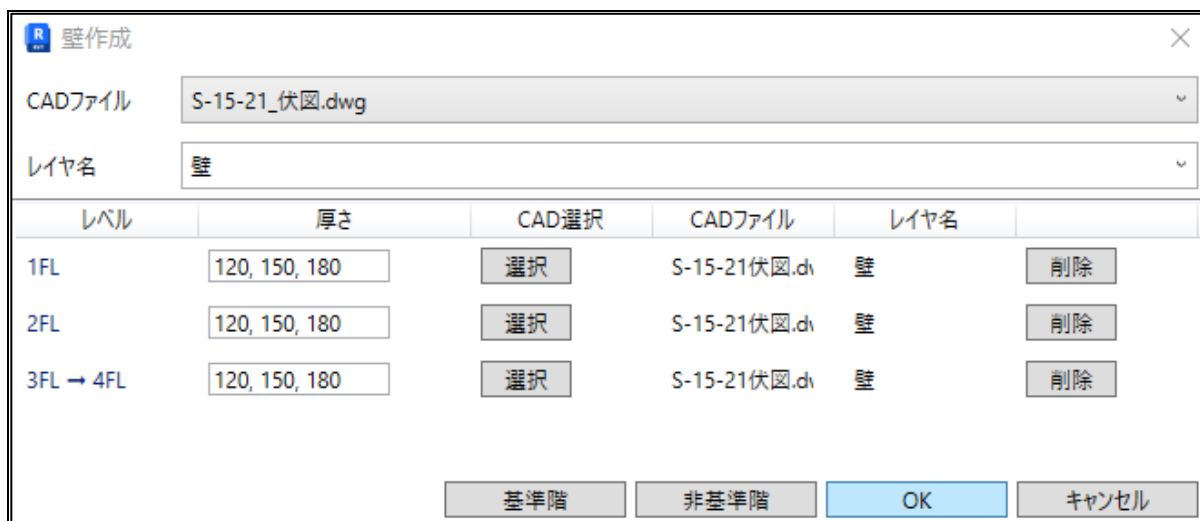 壁作成
CADファイル S-15-21_伏図.dwg
レイヤ名 壁
レベル 厚さ CAD選択 CADファイル レイヤ名
1FL 120, 150, 180 選択 S-15-21伏図.d 壁 削除
2FL 120, 150, 180 選択 S-15-21伏図.d 壁 削除
3FL → 4FL 120, 150, 180 選択 S-15-21伏図.d 壁 削除
基準階 非基準階 OK キャンセル